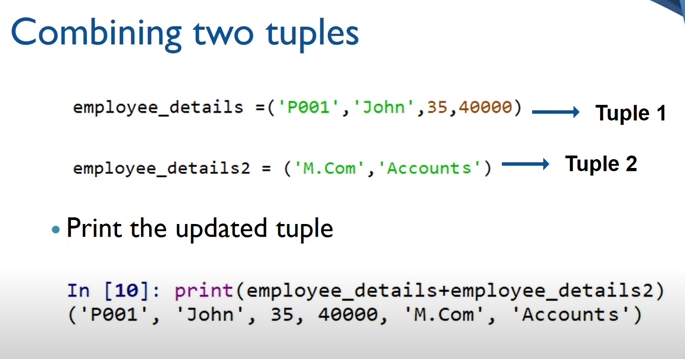 Combining two tuples
employee_details =('P001','John',35,40000) Tuple 1
employee_details2 = ('M.Com','Accounts') Tuple 2
• Print the updated tuple
In [10]: print(employee_details+employee_details2)
('P001', 'John', 35, 40000, 'M.Com', 'Accounts')